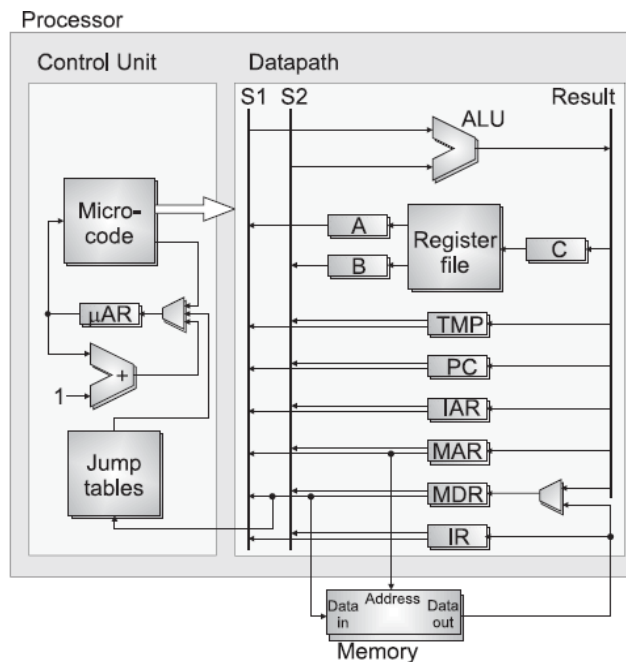 Processor
Control Unit
Datapath
S1
S2
Result
ALU
Micro-
code
A
B
Register
file
C
µAR
TMP
+
PC
1
IAR
Jump
tables
MAR
MDR
IR
Data
in
Address
Data
out
Memory